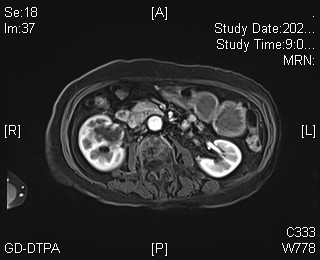 Se:18
Im:37
[A]
.
Study Date:202...
Study Time:9:0...
MRN:
[R]
[L]
GD-DTPA
[P]
C333
W778